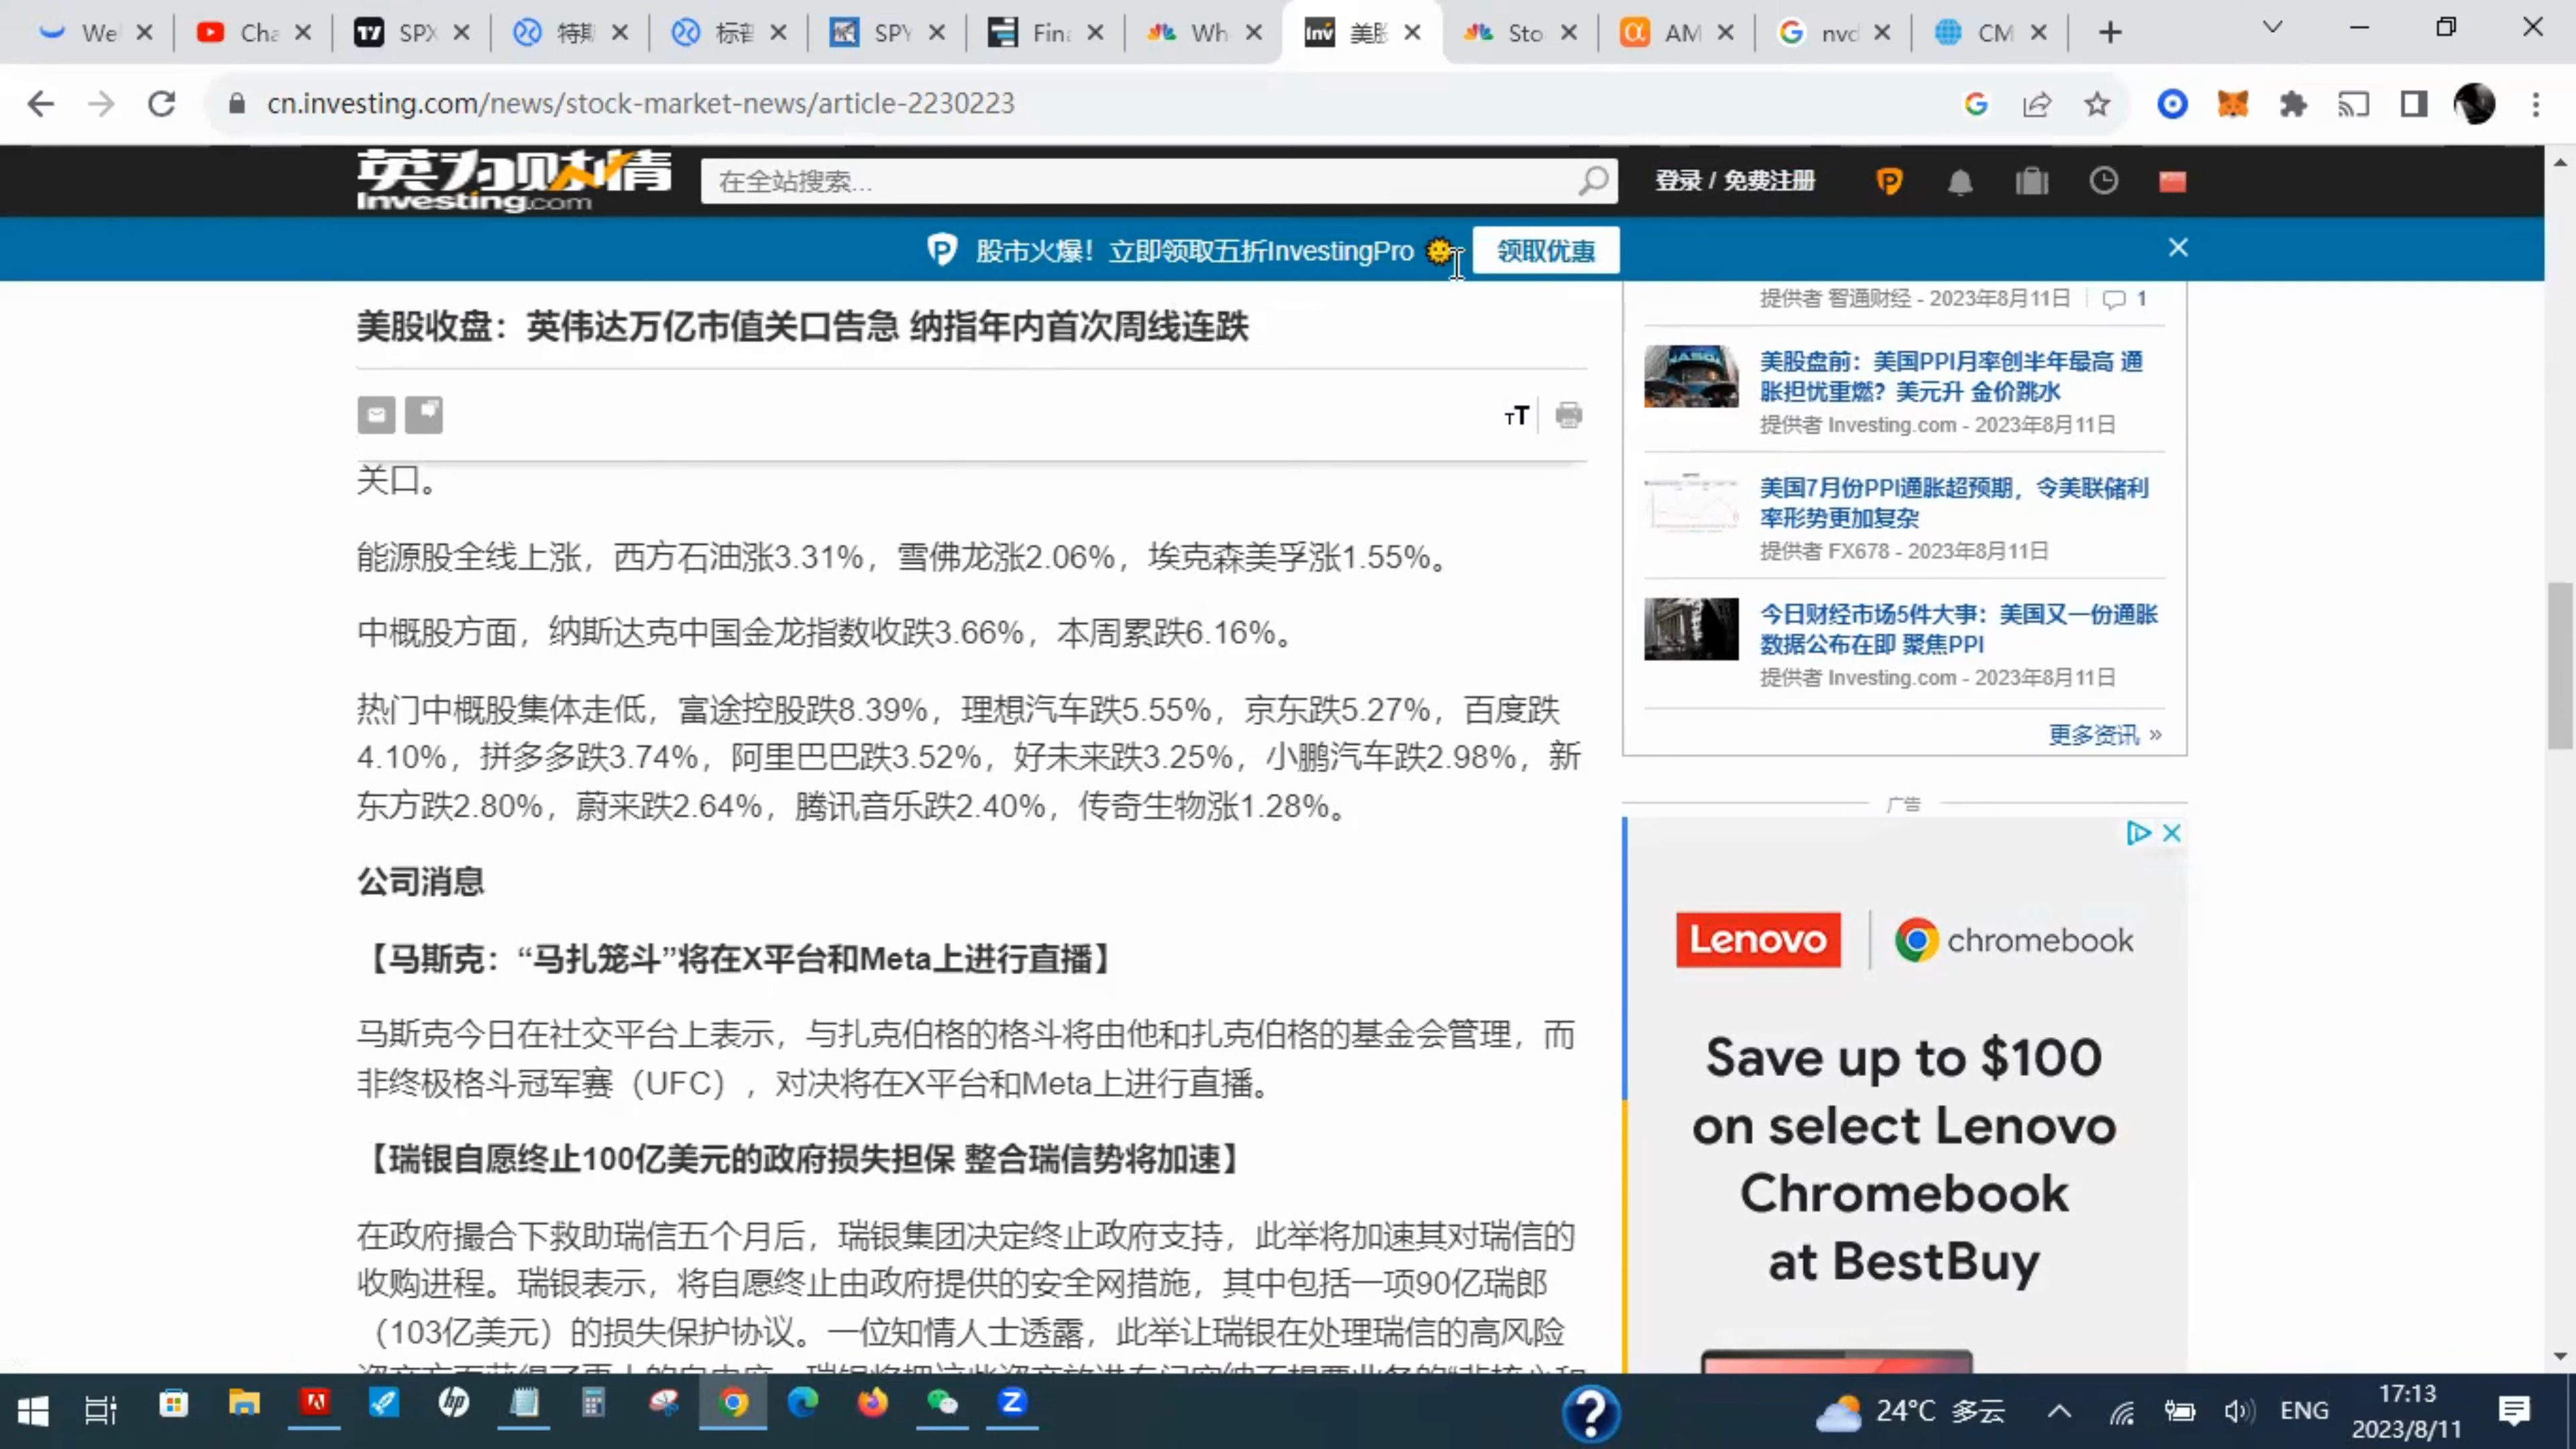 We
Cha
SPX
特斯
标普
SPY
Fina
Wh
美股
Sto
AM
nvd
CM
cn.investing.com/news/stock-market-news/article-2230223
英为财情
Investing.com
在全站搜索...
登录 / 免费注册
股市火爆！立即领取五折InvestingPro
领取优惠
美股收盘：英伟达万亿市值关口告急 纳指年内首次周线连跌
关口。
能源股全线上涨，西方石油涨3.31%，雪佛龙涨2.06%，埃克森美孚涨1.55%。
中概股方面，纳斯达克中国金龙指数收跌3.66%，本周累跌6.16%。
热门中概股集体走低，富途控股跌8.39%，理想汽车跌5.55%，京东跌5.27%，百度跌
4.10%，拼多多跌3.74%，阿里巴巴跌3.52%，好未来跌3.25%，小鹏汽车跌2.98%，新
东方跌2.80%，蔚来跌2.64%，腾讯音乐跌2.40%，传奇生物涨1.28%。
公司消息
【马斯克：“马扎笼斗”将在X平台和Meta上进行直播】
马斯克今日在社交平台上表示，与扎克伯格的格斗将由他和扎克伯格的基金会管理，而
非终极格斗冠军赛（UFC），对决将在X平台和Meta上进行直播。
【瑞银自愿终止100亿美元的政府损失担保 整合瑞信势将加速】
在政府撮合下救助瑞信五个月后，瑞银集团决定终止政府支持，此举将加速其对瑞信的
收购进程。瑞银表示，将自愿终止由政府提供的安全网措施，其中包括一项90亿瑞郎
（103亿美元）的损失保护协议。一位知情人士透露，此举让瑞银在处理瑞信的高风险
提供者 智通财经 - 2023年8月11日 1
美股盘前：美国PPI月率创半年最高 通
胀担忧重燃？美元升 金价跳水
提供者 Investing.com - 2023年8月11日
美国7月份PPI通胀超预期，令美联储利
率形势更加复杂
提供者 FX678 - 2023年8月11日
今日财经市场5件大事：美国又一份通胀
数据公布在即 聚焦PPI
提供者 Investing.com - 2023年8月11日
更多资讯 »
广告
Lenovo
chromebook
Save up to $100
on select Lenovo
Chromebook
at BestBuy
24°C 多云
ENG
17:13
2023/8/11